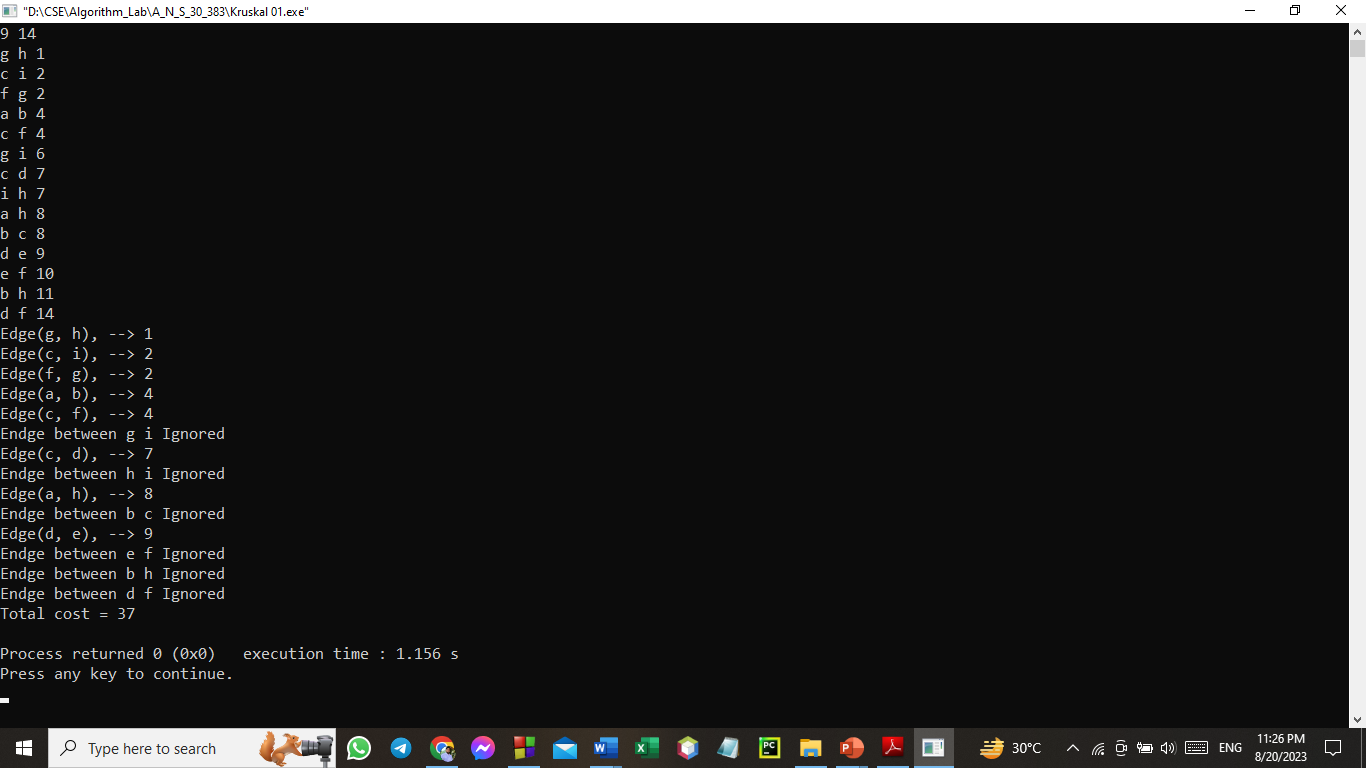 "D:\CSE\Algorithm_Lab\A_N_S_30_383\Kruskal 01.exe"
9 14
g h 1
c i 2
f g 2
a b 4
c f 4
g i 6
c d 7
i h 7
a h 8
b c 8
d e 9
e f 10
b h 11
d f 14
Edge(g, h), --> 1
Edge(c, i), --> 2
Edge(f, g), --> 2
Edge(a, b), --> 4
Edge(c, f), --> 4
Endge between g i Ignored
Edge(c, d), --> 7
Endge between h i Ignored
Edge(a, h), --> 8
Endge between b c Ignored
Edge(d, e), --> 9
Endge between e f Ignored
Endge between b h Ignored
Endge between d f Ignored
Total cost = 37
Process returned 0 (0x0)   execution time : 1.156 s
Press any key to continue.
Type here to search
PC
30°C
ENG
11:26 PM
8/20/2023